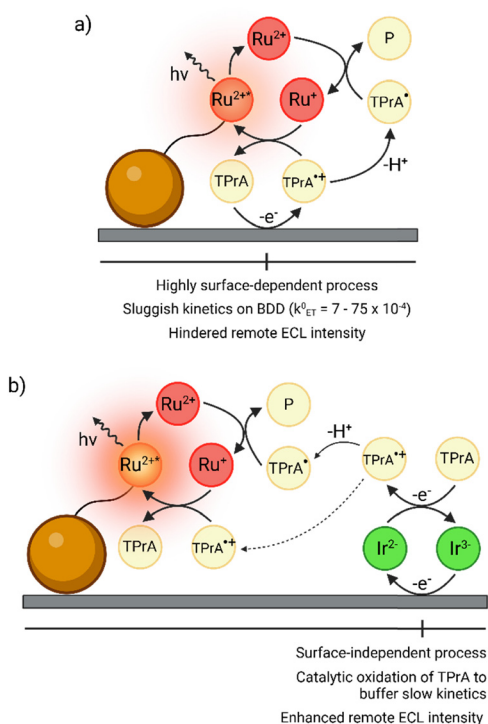 a)
Ru²⁺
P
hν
Ru²⁺*
Ru⁺
TPrA•
TPrA
TPrA•⁺
-H⁺
-e⁻
Highly surface-dependent process
Sluggish kinetics on BDD (k⁰ET = 7 - 75 x 10⁻⁴)
Hindered remote ECL intensity
b)
Ru²⁺
P
-H⁺
hν
Ru²⁺*
Ru⁺
TPrA•
TPrA•⁺
TPrA
-e⁻
TPrA
TPrA•⁺
Ir²⁻
Ir³⁻
-e⁻
Surface-independent process
Catalytic oxidation of TPrA to
buffer slow kinetics
Enhanced remote ECL intensity